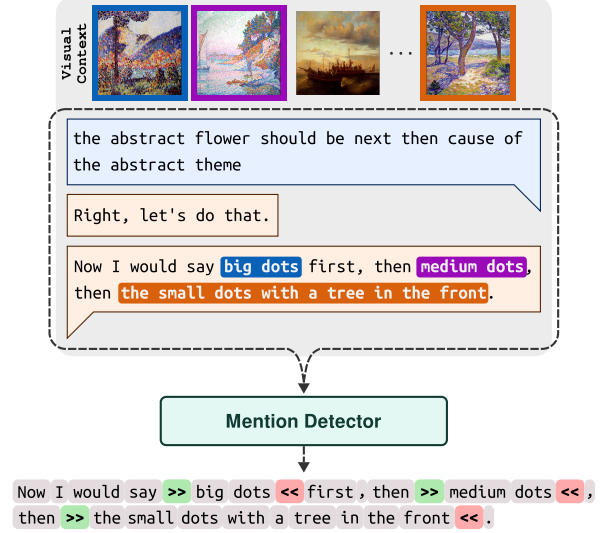 Visual
Context
...
the abstract flower should be next then cause of
the abstract theme
Right, let's do that.
Now I would say big dots first, then medium dots,
then the small dots with a tree in the front.
Mention Detector
Now I would say >> big dots << first, then >> medium dots <<,
then >> the small dots with a tree in the front <<.